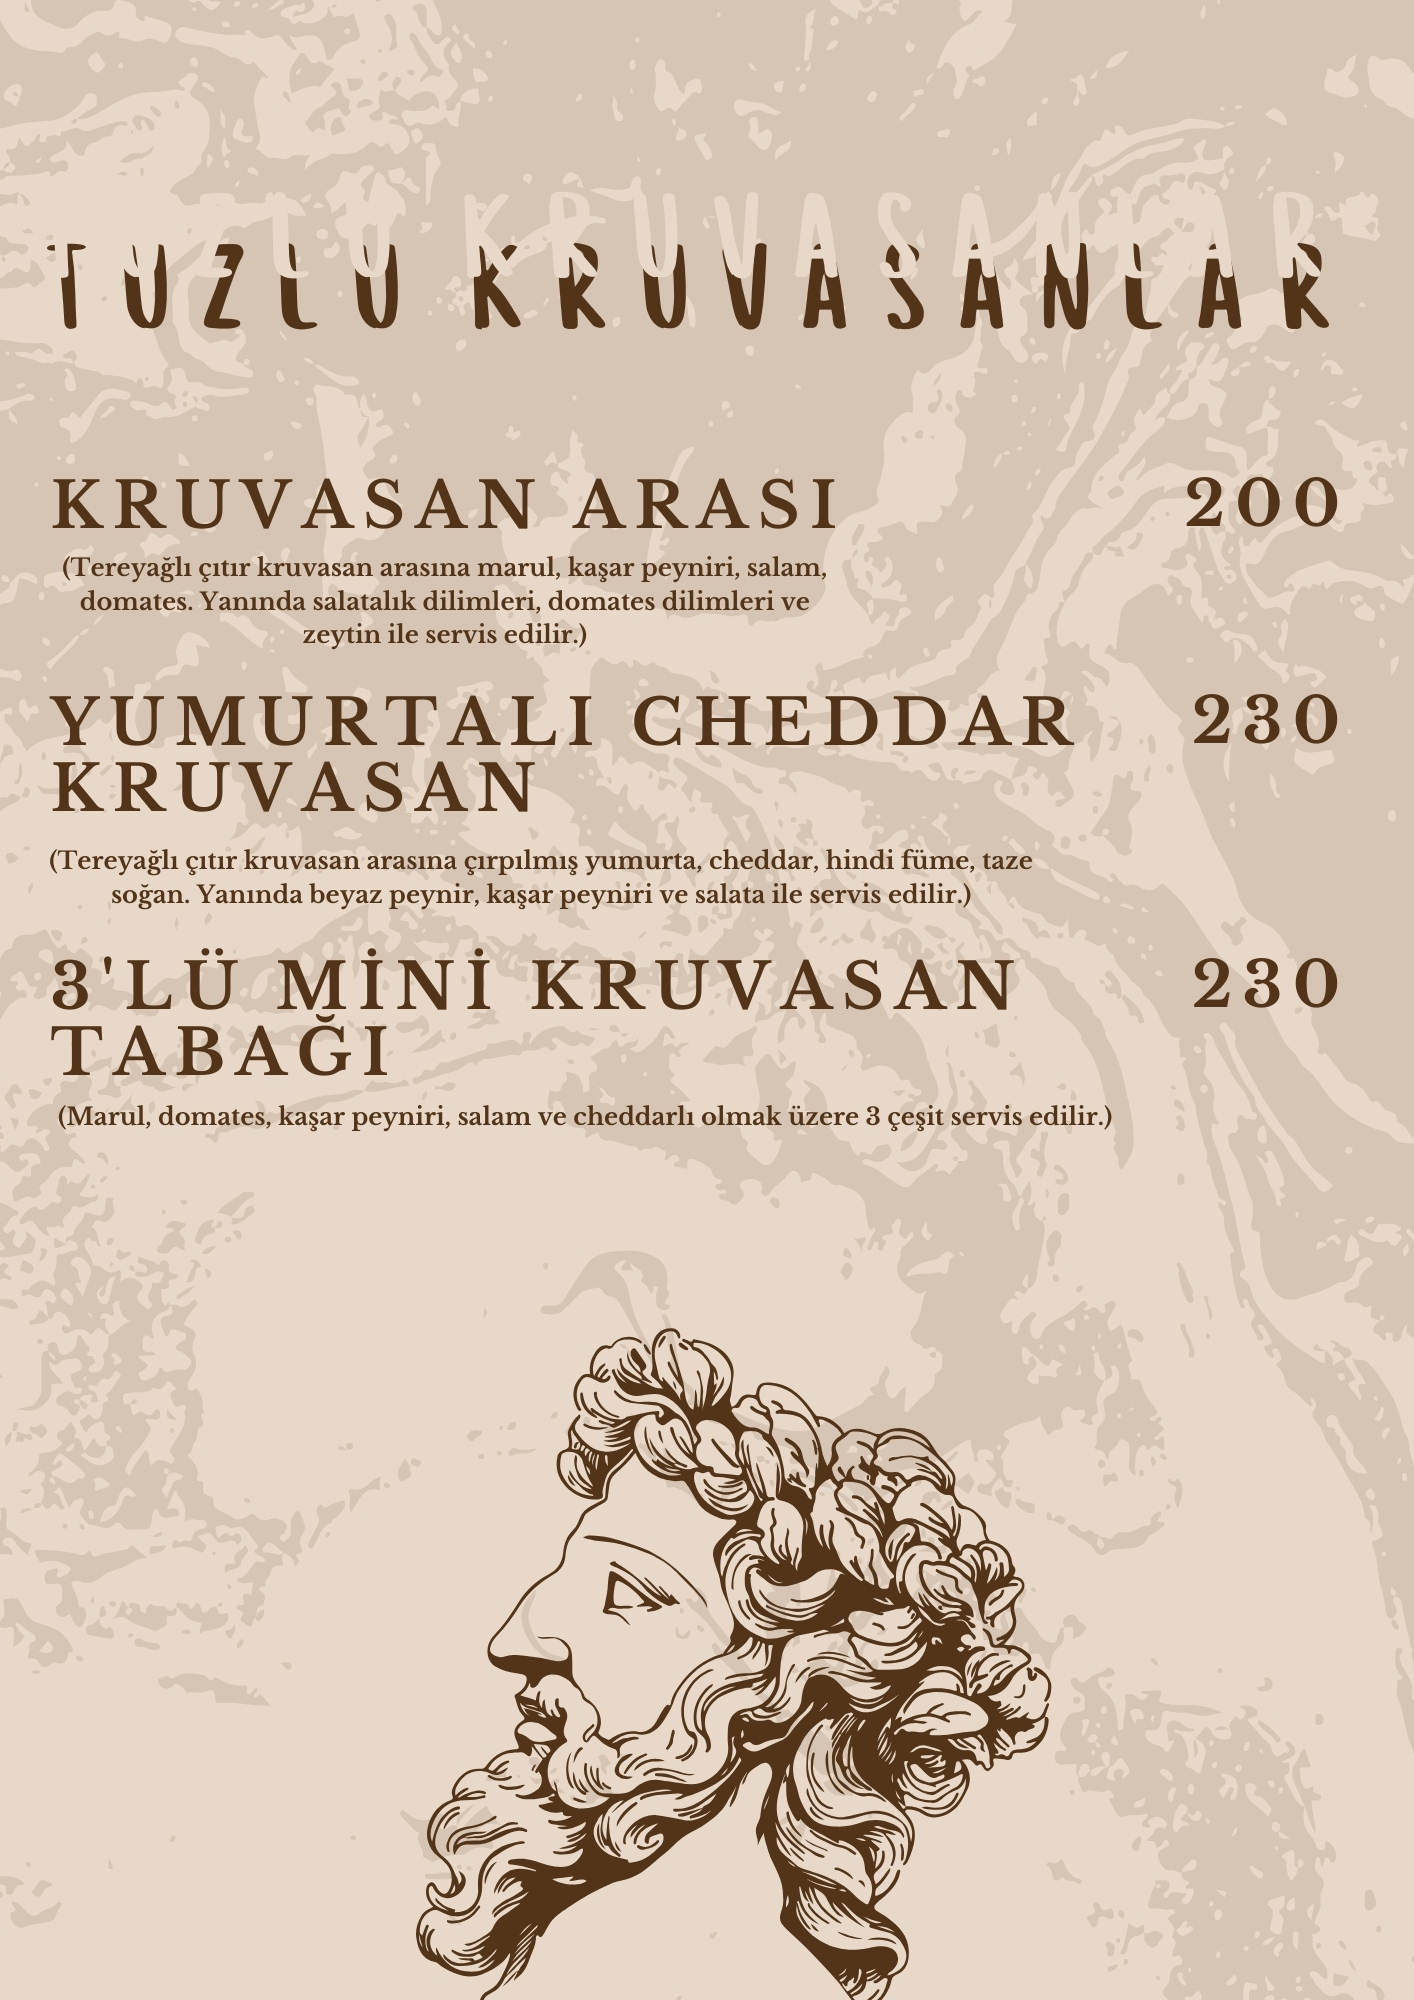 TUZLU KRUVASANLAR
KRUVASAN ARASI 200
(Tereyağlı çıtır kruvasan arasına marul, kaşar peyniri, salam,
domates. Yanında salatalık dilimleri, domates dilimleri ve
zeytin ile servis edilir.)
YUMURTALI CHEDDAR 230
KRUVASAN
(Tereyağlı çıtır kruvasan arasına çırpılmış yumurta, cheddar, hindi füme, taze
soğan. Yanında beyaz peynir, kaşar peyniri ve salata ile servis edilir.)
3'LÜ MİNİ KRUVASAN 230
TABAĞI
(Marul, domates, kaşar peyniri, salam ve cheddarlı olmak üzere 3 çeşit servis edilir.)